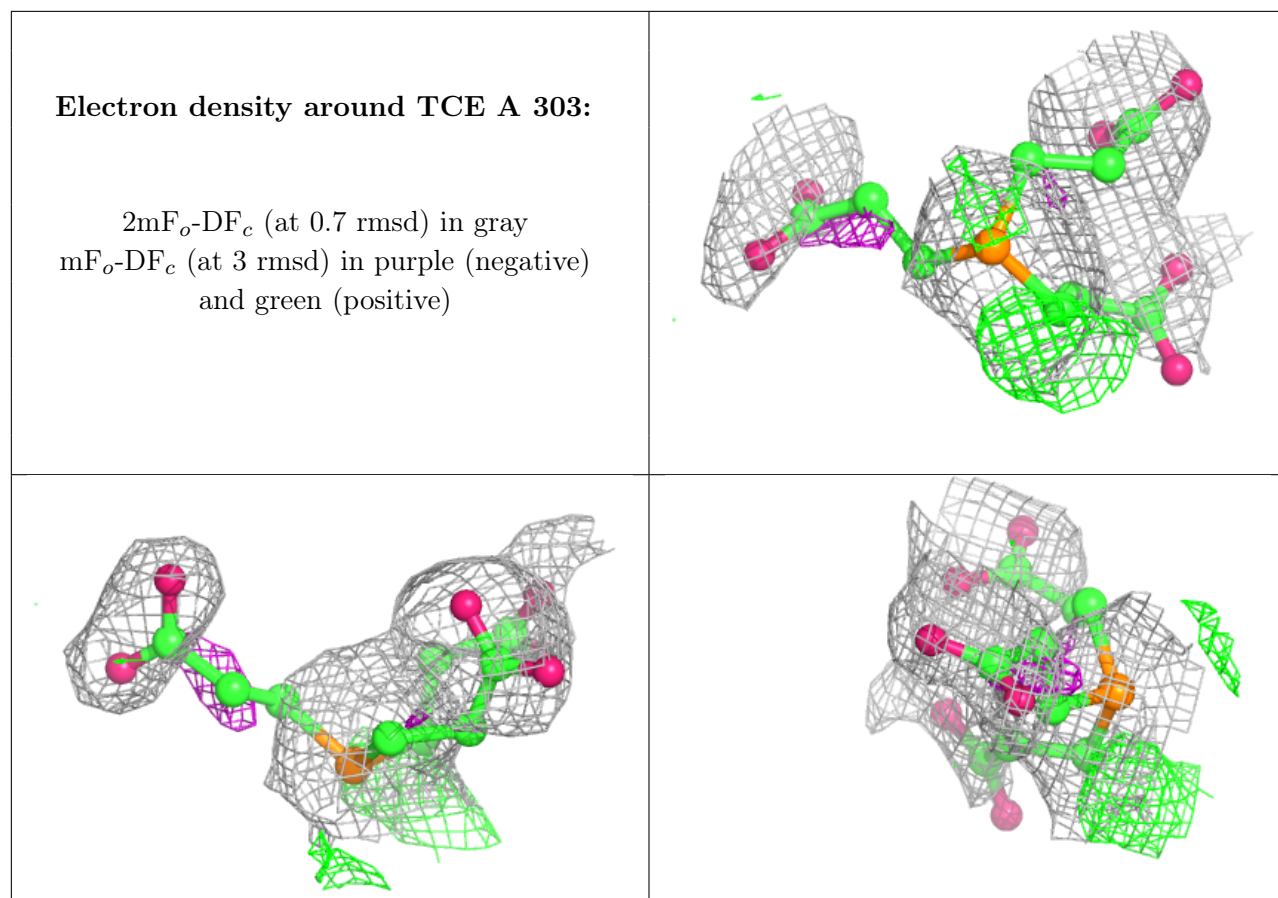 Electron density around TCE A 303:
2mFo-DFc (at 0.7 rmsd) in gray
mFo-DFc (at 3 rmsd) in purple (negative)
and green (positive)